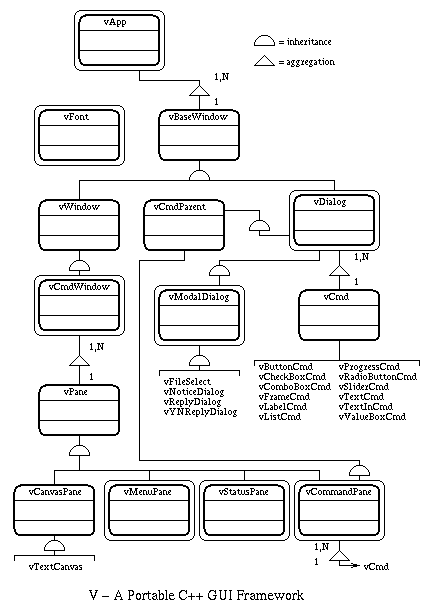 vApp
= inheritance
= aggregation
1,N
1
vFont
vBaseWindow
vWindow
vCmdParent
vDialog
1,N
1
vCmdWindow
vModalDialog
vCmd
1,N
1
vFileSelect
vNoticeDialog
vReplyDialog
vYNReplyDialog
vButtonCmd
vCheckBoxCmd
vComboBoxCmd
vFrameCmd
vLabelCmd
vListCmd
vProgressCmd
vRadioButtonCmd
vSliderCmd
vTextCmd
vTextInCmd
vValueBoxCmd
vPane
vCanvasPane
vMenuPane
vStatusPane
vCommandPane
1,N
1
vCmd
vTextCanvas
V – A Portable C++ GUI Framework